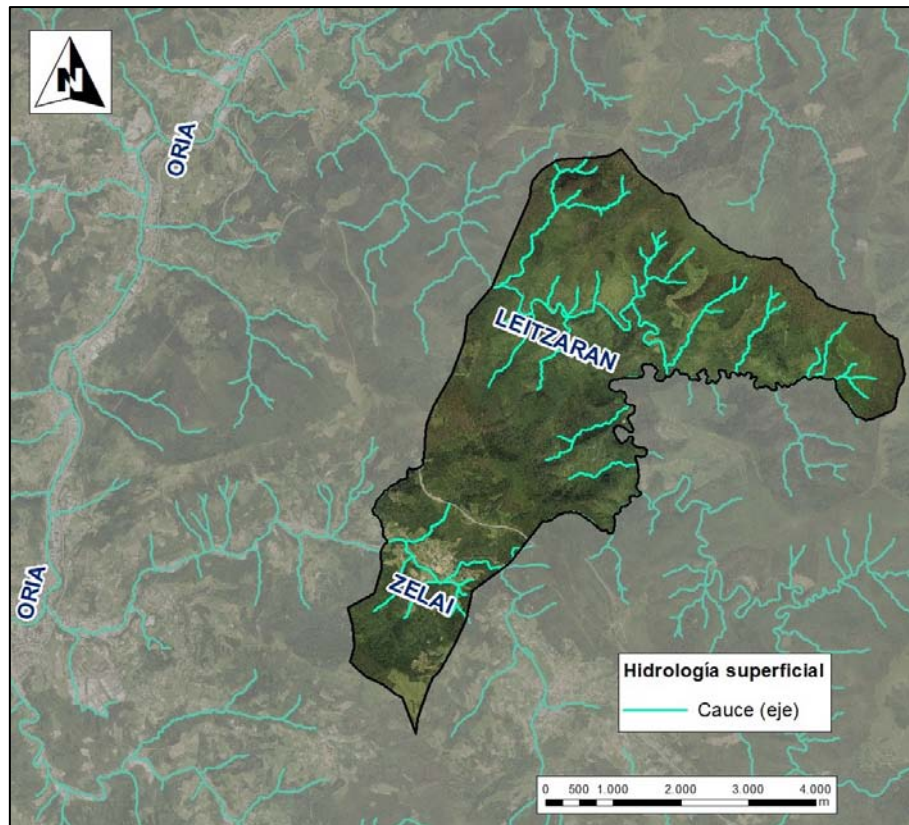 N
ORIA
LEITZARAN
ORIA
ZELAI
Hidrología superficial
Cauce (eje)
0 500 1.000 2.000 3.000 4.000
m